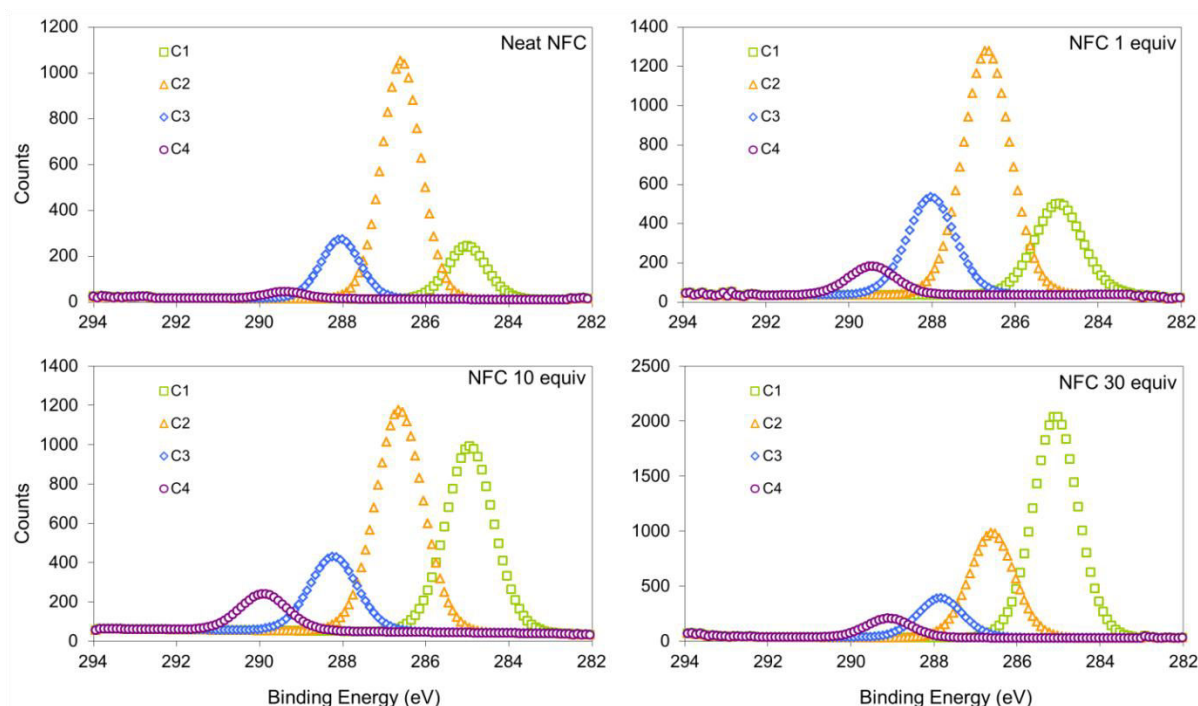 Neat NFC
1200
1000
800
600
400
200
0
Counts
C1
C2
C3
C4
294 292 290 288 286 284 282
NFC 1 equiv
1400
1200
1000
800
600
400
200
0
C1
C2
C3
C4
294 292 290 288 286 284 282
NFC 10 equiv
1400
1200
1000
800
600
400
200
0
Counts
C1
C2
C3
C4
294 292 290 288 286 284 282
Binding Energy (eV)
NFC 30 equiv
2500
2000
1500
1000
500
0
C1
C2
C3
C4
294 292 290 288 286 284 282
Binding Energy (eV)